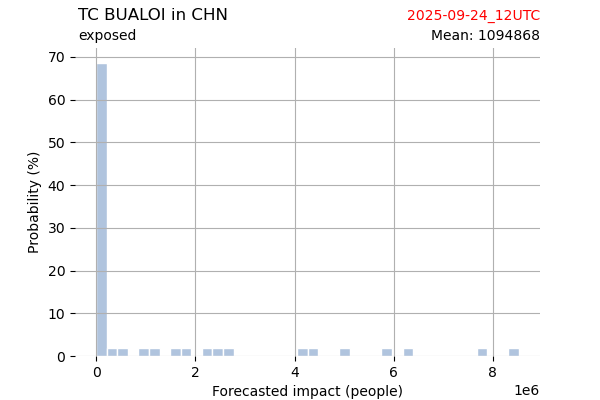 TC BUALOI in CHN
2025-09-24_12UTC
exposed
Mean: 1094868
70
60
50
40
30
20
10
0
Probability (%)
0 2 4 6 8
1e6
Forecasted impact (people)